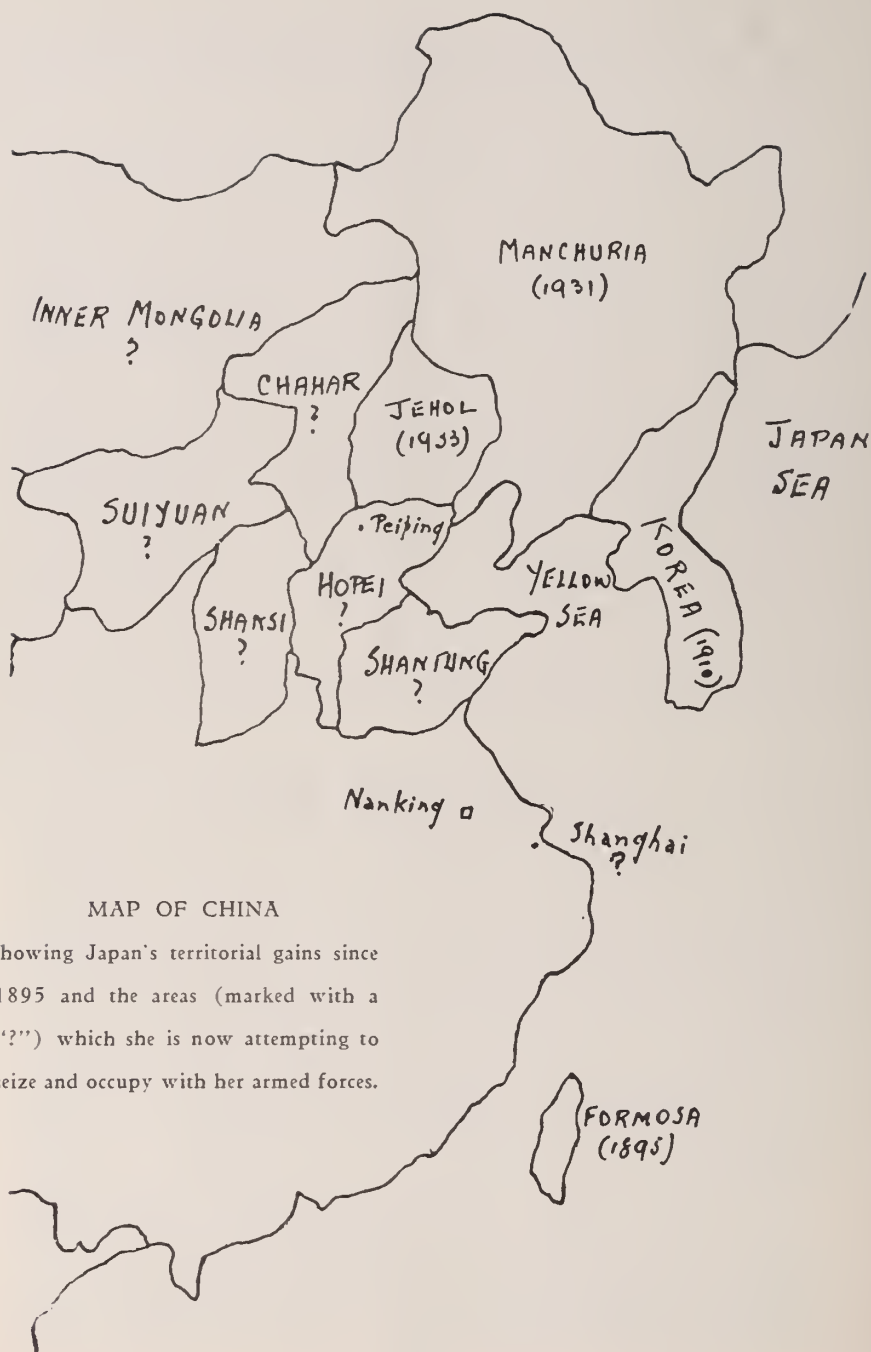 MANCHURIA
(1931)
INNER MONGOLIA
?
CHAHAR
?
JEHOL
(1933)
JAPAN
SEA
SUIYUAN
?
Peiping
KOREA (1910)
HOPEI
?
YELLOW
SEA
SHANSI
?
SHANTUNG
?
Nanking
Shanghai
?
MAP OF CHINA
howing Japan's territorial gains since
1895 and the areas (marked with a
"?") which she is now attempting to
eize and occupy with her armed forces.
FORMOSA
(1895)